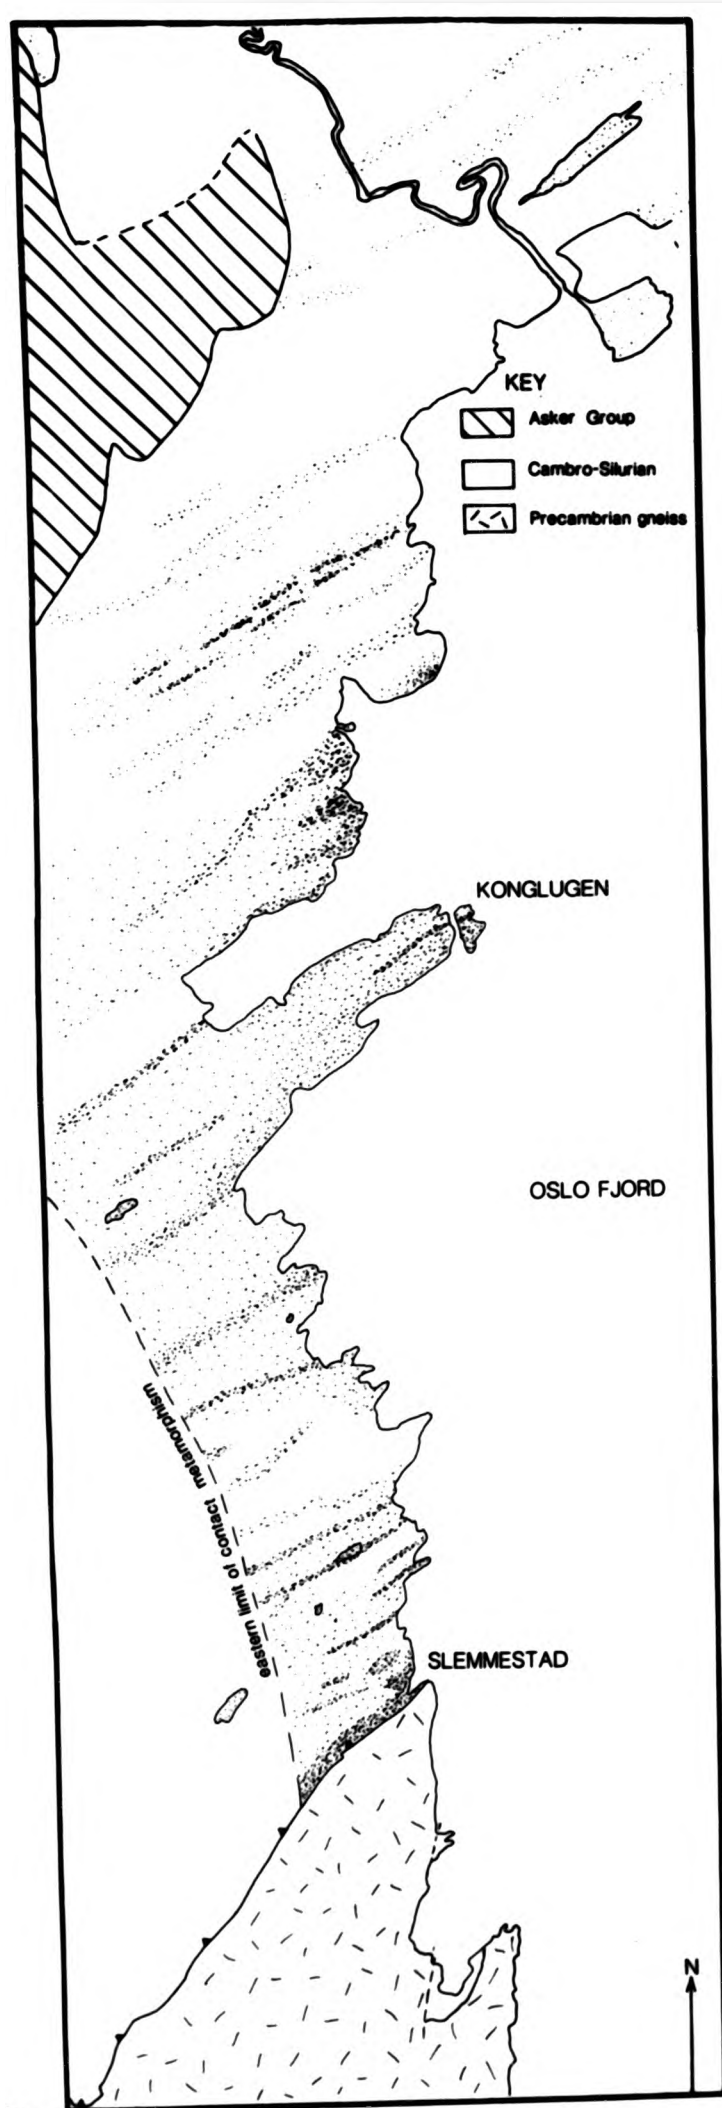 KEY
Asker Group
Cambro-Silurian
Precambrian gneiss
KONGLUGEN
OSLO FJORD
eastern limit of contact metamorphism
SLEMMESTAD
N